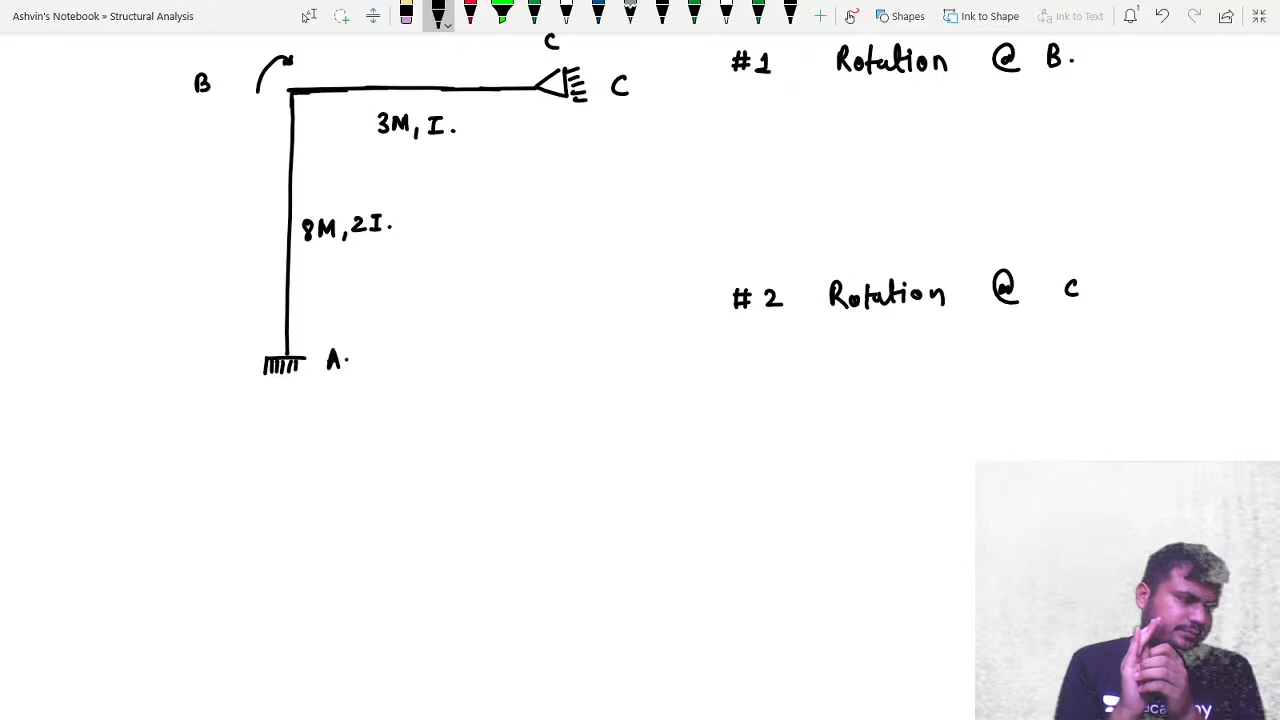 Ashvin's Notebook » Structural Analysis
Shapes
Ink to Shape
Ink to Text
C
B
C
3M, I.
8M, 2I.
A.
#1 Rotation @ B.
#2 Rotation @ C